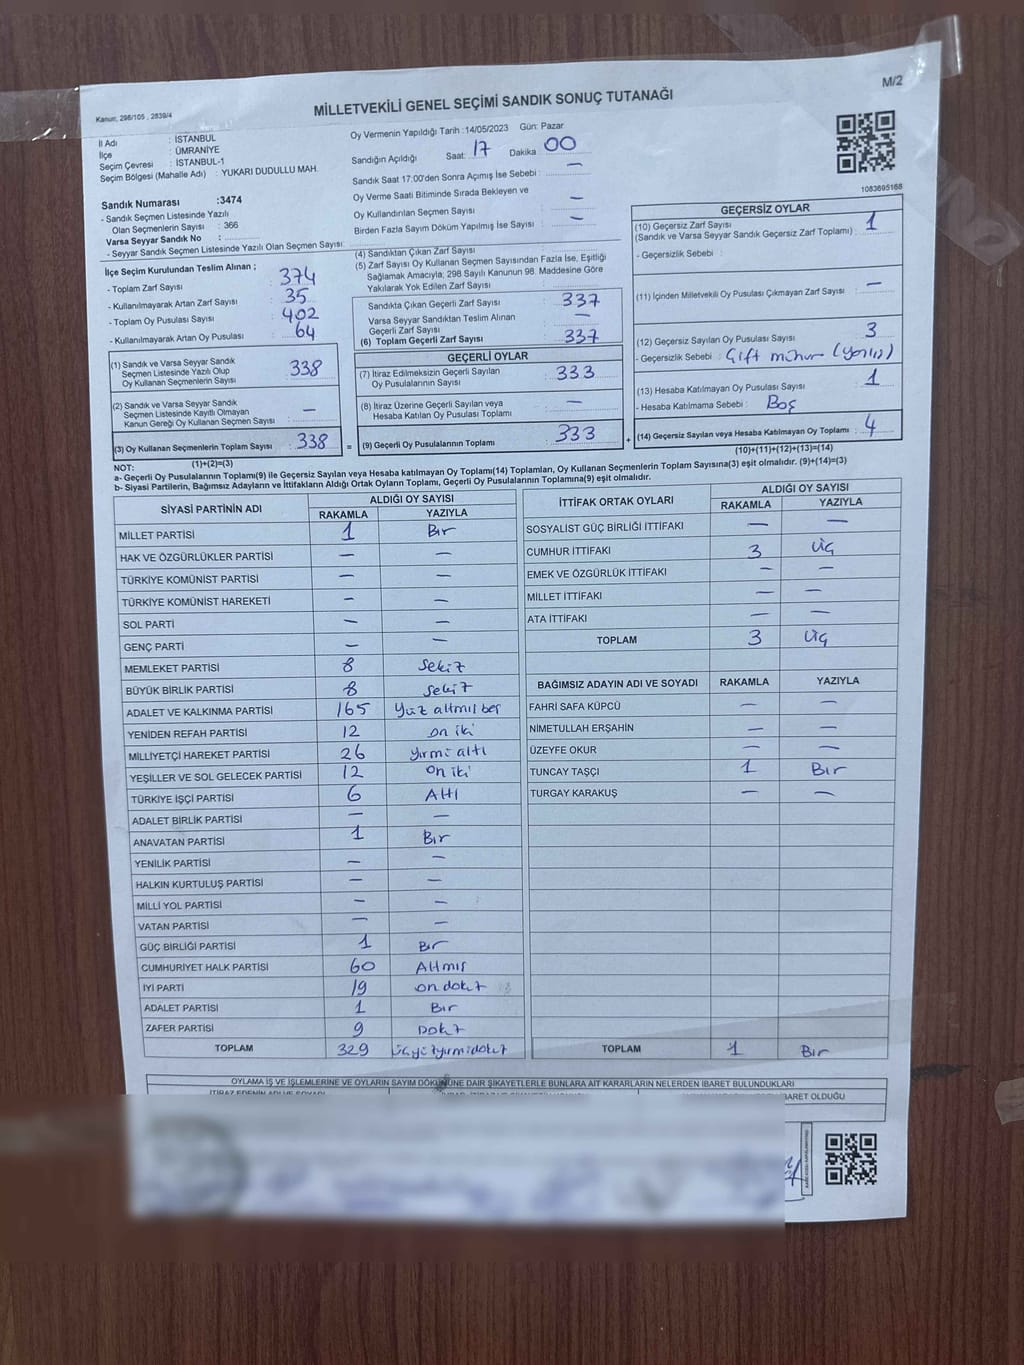 M/2
Kanun, 298/105 , 2839/4
MİLLETVEKİLİ GENEL SEÇİMİ SANDIK SONUÇ TUTANAĞI
İl Adı : İSTANBUL
İlçe : ÜMRANİYE
Seçim Çevresi : İSTANBUL-1
Seçim Bölgesi (Mahalle Adı) : YUKARI DUDULLU MAH.
Sandık Numarası :3474
- Sandık Seçmen Listesinde Yazılı
Olan Seçmenlerin Sayısı : 366
Varsa Seyyar Sandık No :
- Seyyar Sandık Seçmen Listesinde Yazılı Olan Seçmen Sayısı:
Oy Vermenin Yapıldığı Tarih :14/05/2023 Gün: Pazar
Sandığın Açıldığı Saat: 17 Dakika 00
Sandık Saat 17:00'den Sonra Açımış İse Sebebi : —
Oy Verme Saati Bitiminde Sırada Bekleyen ve
Oy Kullandırılan Seçmen Sayısı : —
Birden Fazla Sayım Döküm Yapılmış İse Sayısı : —
1083695168
İlçe Seçim Kurulundan Teslim Alınan ;
- Toplam Zarf Sayısı : 374
- Kullanılmayarak Artan Zarf Sayısı : 35
- Toplam Oy Pusulası Sayısı : 402
- Kullanılmayarak Artan Oy Pusulası : 64
(1) Sandık ve Varsa Seyyar Sandık
Seçmen Listesinde Yazılı Olup
Oy Kullanan Seçmenlerin Sayısı : 338
(2) Sandık ve Varsa Seyyar Sandık
Seçmen Listesinde Kayıtlı Olmayan
Kanun Gereği Oy Kullanan Seçmen Sayısı : —
(3) Oy Kullanan Seçmenlerin Toplam Sayısı : 338
(1)+(2)=(3)
(4) Sandıktan Çıkan Zarf Sayısı :
(5) Zarf Sayısı Oy Kullanan Seçmen Sayısından Fazla İse, Eşitliği
Sağlamak Amacıyla; 298 Sayılı Kanunun 98. Maddesine Göre
Yakılarak Yok Edilen Zarf Sayısı :
Sandıkta Çıkan Geçerli Zarf Sayısı : 337
Varsa Seyyar Sandıktan Teslim Alınan
Geçerli Zarf Sayısı : —
(6) Toplam Geçerli Zarf Sayısı : 337
GEÇERLİ OYLAR
(7) İtiraz Edilmeksizin Geçerli Sayılan
Oy Pusulalarının Sayısı : 333
(8) İtiraz Üzerine Geçerli Sayılan veya
Hesaba Katılan Oy Pusulası Toplamı : —
= (9) Geçerli Oy Pusulalarının Toplamı : 333
GEÇERSİZ OYLAR
(10) Geçersiz Zarf Sayısı
(Sandık ve Varsa Seyyar Sandık Geçersiz Zarf Toplamı) : 1
- Geçersizlik Sebebi :
(11) İçinden Milletvekili Oy Pusulası Çıkmayan Zarf Sayısı : —
(12) Geçersiz Sayılan Oy Pusulası Sayısı : 3
- Geçersizlik Sebebi : Çift mühür
(13) Hesaba Katılmayan Oy Pusulası Sayısı : 1
- Hesaba Katılmama Sebebi : Boş
+ (14) Geçersiz Sayılan veya Hesaba Katılmayan Oy Toplamı : 4
(10)+(11)+(12)+(13)=(14)
NOT:
a- Geçerli Oy Pusulalarının Toplamı(9) ile Geçersiz Sayılan veya Hesaba katılmayan Oy Toplamı(14) Toplamları, Oy Kullanan Seçmenlerin Toplam Sayısına(3) eşit olmalıdır. (9)+(14)=(3)
b- Siyasi Partilerin, Bağımsız Adayların ve İttifakların Aldığı Ortak Oyların Toplamı, Geçerli Oy Pusulalarının Toplamına(9) eşit olmalıdır.
SİYASİ PARTİNİN ADI ALDIĞI OY SAYISI
RAKAMLA YAZIYLA
MİLLET PARTİSİ 1 Bir
HAK VE ÖZGÜRLÜKLER PARTİSİ — —
TÜRKİYE KOMÜNİST PARTİSİ — —
TÜRKİYE KOMÜNİST HAREKETİ — —
SOL PARTİ — —
GENÇ PARTİ — —
MEMLEKET PARTİSİ 8 Sekiz
BÜYÜK BİRLİK PARTİSİ 8 Sekiz
ADALET VE KALKINMA PARTİSİ 165 Yüz altmış beş
YENİDEN REFAH PARTİSİ 12 on iki
MİLLİYETÇİ HAREKET PARTİSİ 26 yirmi altı
YEŞİLLER VE SOL GELECEK PARTİSİ 12 on iki
TÜRKİYE İŞÇİ PARTİSİ 6 Altı
ADALET BİRLİK PARTİSİ — —
ANAVATAN PARTİSİ 1 Bir
YENİLİK PARTİSİ — —
HALKIN KURTULUŞ PARTİSİ — —
MİLLİ YOL PARTİSİ — —
VATAN PARTİSİ — —
GÜÇ BİRLİĞİ PARTİSİ 1 Bir
CUMHURİYET HALK PARTİSİ 60 Altmış
İYİ PARTİ 19 on dokuz
ADALET PARTİSİ 1 Bir
ZAFER PARTİSİ 9 Dokuz
TOPLAM 329 üçyüzyirmidokuz
İTTİFAK ORTAK OYLARI ALDIĞI OY SAYISI
RAKAMLA YAZIYLA
SOSYALİST GÜÇ BİRLİĞİ İTTİFAKI — —
CUMHUR İTTİFAKI 3 üç
EMEK VE ÖZGÜRLÜK İTTİFAKI — —
MİLLET İTTİFAKI — —
ATA İTTİFAKI — —
TOPLAM 3 üç
BAĞIMSIZ ADAYIN ADI VE SOYADI RAKAMLA YAZIYLA
FAHRİ SAFA KÜPCÜ — —
NİMETULLAH ERŞAHİN — —
ÜZEYFE OKUR — —
TUNCAY TAŞÇI 1 Bir
TURGAY KARAKUŞ — —
TOPLAM 1 Bir
OYLAMA İŞ VE İŞLEMLERİNE VE OYLARIN SAYIM DÖKÜMÜNE DAİR ŞİKAYETLERLE BUNLARA AİT KARARLARIN NELERDEN İBARET BULUNDUKLARI
İTİRAZ EDENİN ADI VE SOYADI
İBARET OLDUĞU